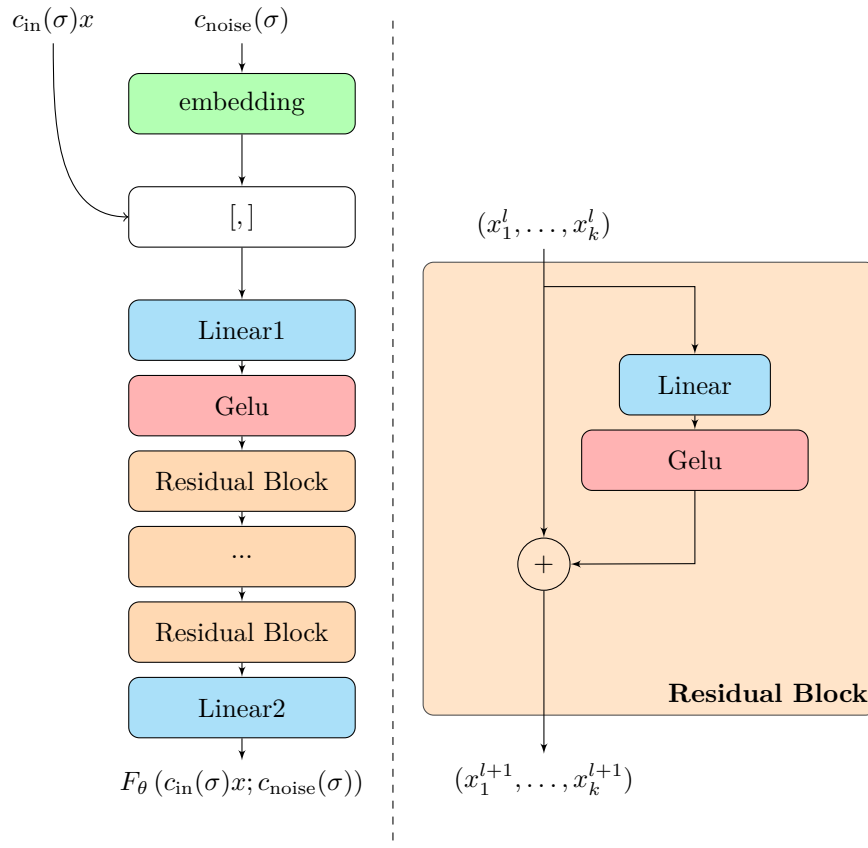 c_in(σ)x
c_noise(σ)
embedding
[,]
Linear1
Gelu
Residual Block
...
Residual Block
Linear2
F_θ (c_in(σ)x; c_noise(σ))
(x_1^l, . . . , x_k^l)
Linear
Gelu
+
Residual Block
(x_1^{l+1}, . . . , x_k^{l+1})